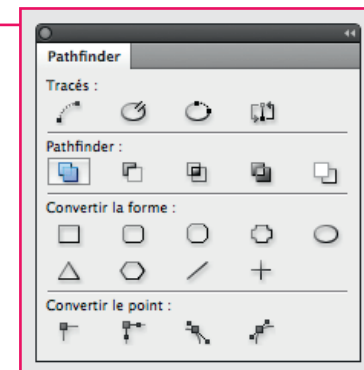 Pathfinder
Tracés :
Pathfinder :
Convertir la forme :
Convertir le point :